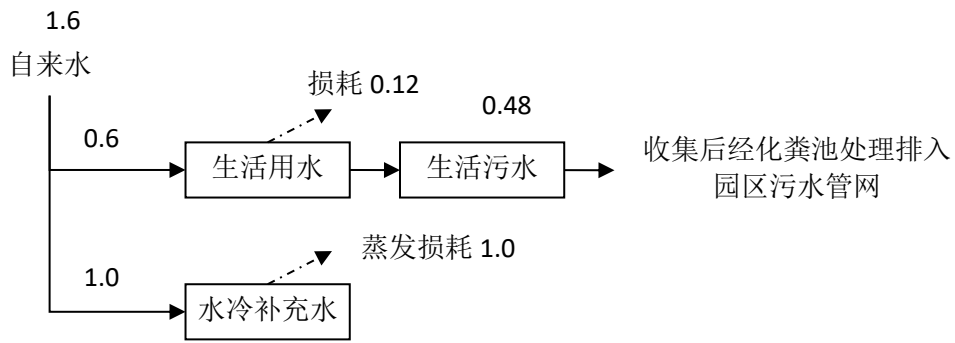 1.6
自来水
损耗 0.12
0.48
0.6
生活用水
生活污水
收集后经化粪池处理排入
园区污水管网
蒸发损耗 1.0
1.0
水冷补充水